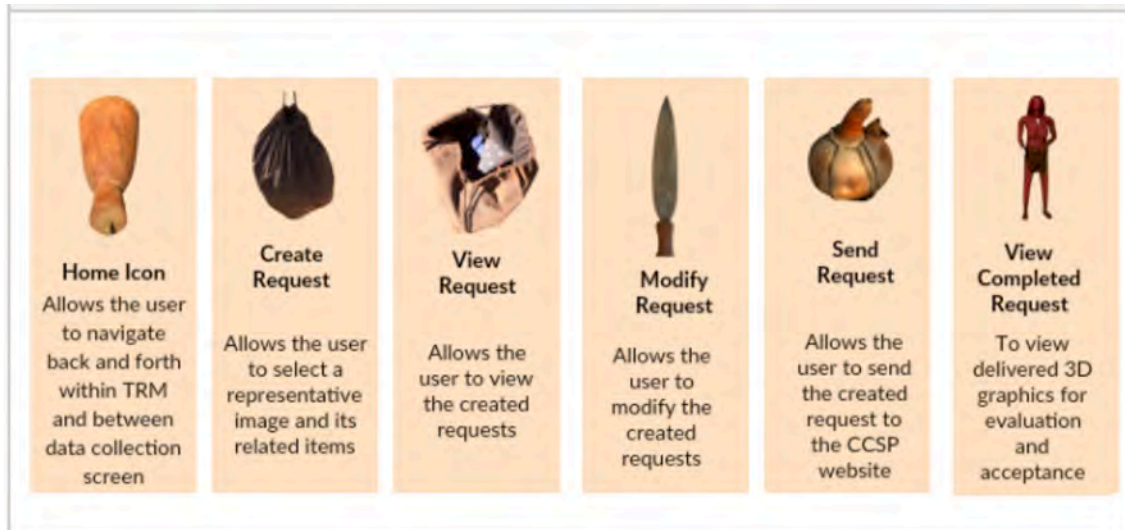 Home Icon
Allows the user
to navigate
back and forth
within TRM
and between
data collection
screen
Create
Request
Allows the user
to select a
representative
image and its
related items
View
Request
Allows the
user to view
the created
requests
Modify
Request
Allows the
user to
modify the
created
requests
Send
Request
Allows the
user to send
the created
request to
the CCSP
website
View
Completed
Request
To view
delivered 3D
graphics for
evaluation
and
acceptance